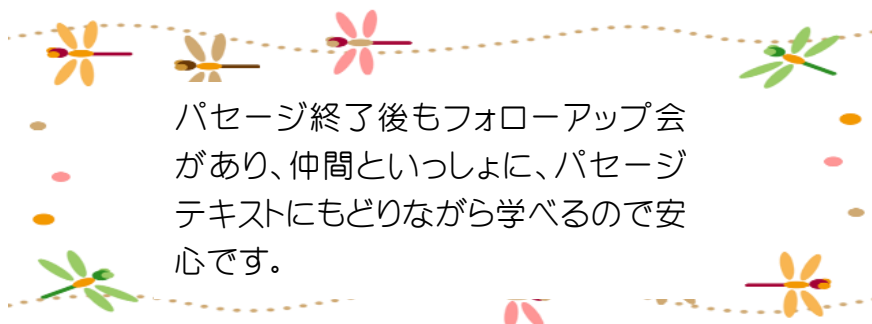 パセージ終了後もフォローアップ会
があり、仲間といっしょに、パセージ
テキストにもどりながら学べるので安
心です。